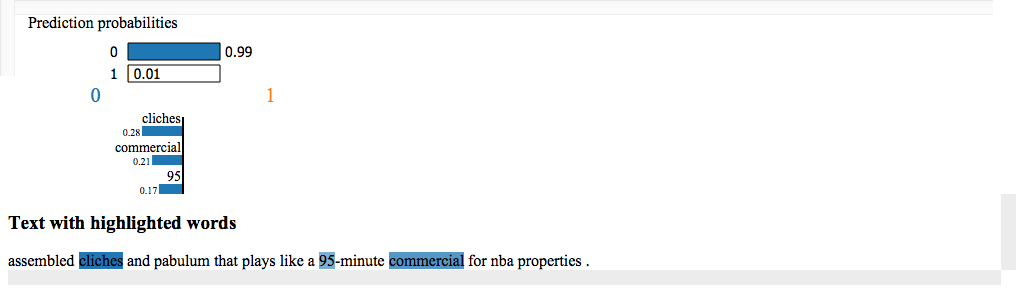 Prediction probabilities
0 0.99
1 0.01
0 1
cliches
0.28
commercial
0.21
95
0.17
Text with highlighted words
assembled cliches and pabulum that plays like a 95-minute commercial for nba properties .